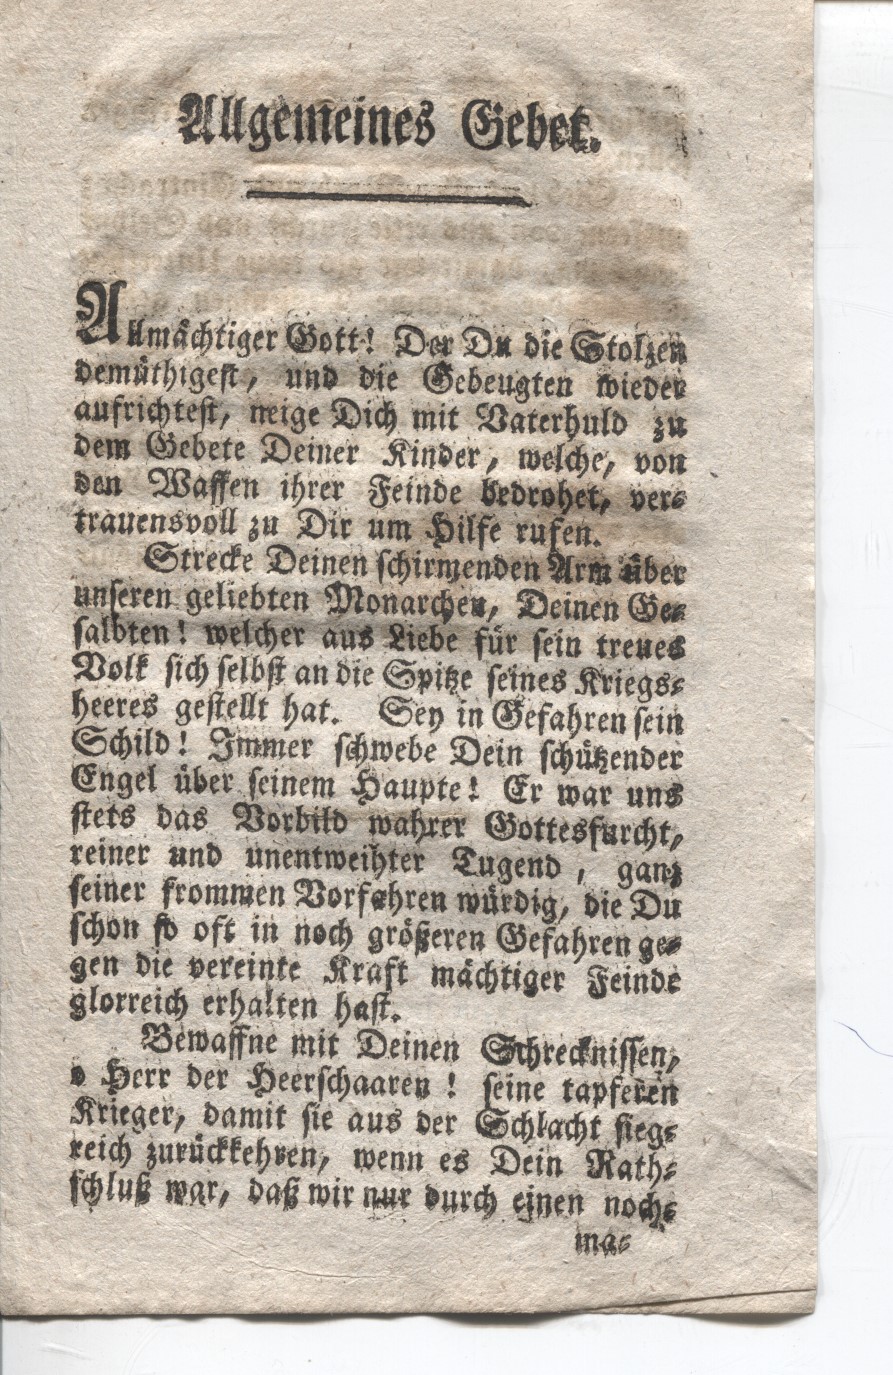 Allgemeines Gebet.
Allmächtiger Gott! Der Du die Stolzen
demüthigest, und die Gebeugten wieder
aufrichtest, neige Dich mit Vaterhuld zu
dem Gebete Deiner Kinder, welche, von
den Waffen ihrer Feinde bedrohet, ver-
trauensvoll zu Dir um Hilfe rufen.
Strecke Deinen schirmenden Arm über
unseren geliebten Monarchen, Deinen Ge-
salbten! welcher aus Liebe für sein treues
Volk sich selbst an die Spitze seines Kriegs-
heeres gestellt hat. Sey in Gefahren sein
Schild! Immer schwebe Dein schützender
Engel über seinem Haupte! Er war uns
stets das Vorbild wahrer Gottesfurcht,
reiner und unentweihter Tugend, ganz
seiner frommen Vorfahren würdig, die Du
schon so oft in noch größeren Gefahren ge-
gen die vereinte Kraft mächtiger Feinde
glorreich erhalten hast.
Bewaffne mit Deinen Schrecknissen,
o Herr der Heerschaaren! seine tapferen
Krieger, damit sie aus der Schlacht sieg-
reich zurückkehren, wenn es Dein Rath-
schluß war, daß wir nur durch einen noch-
ma-